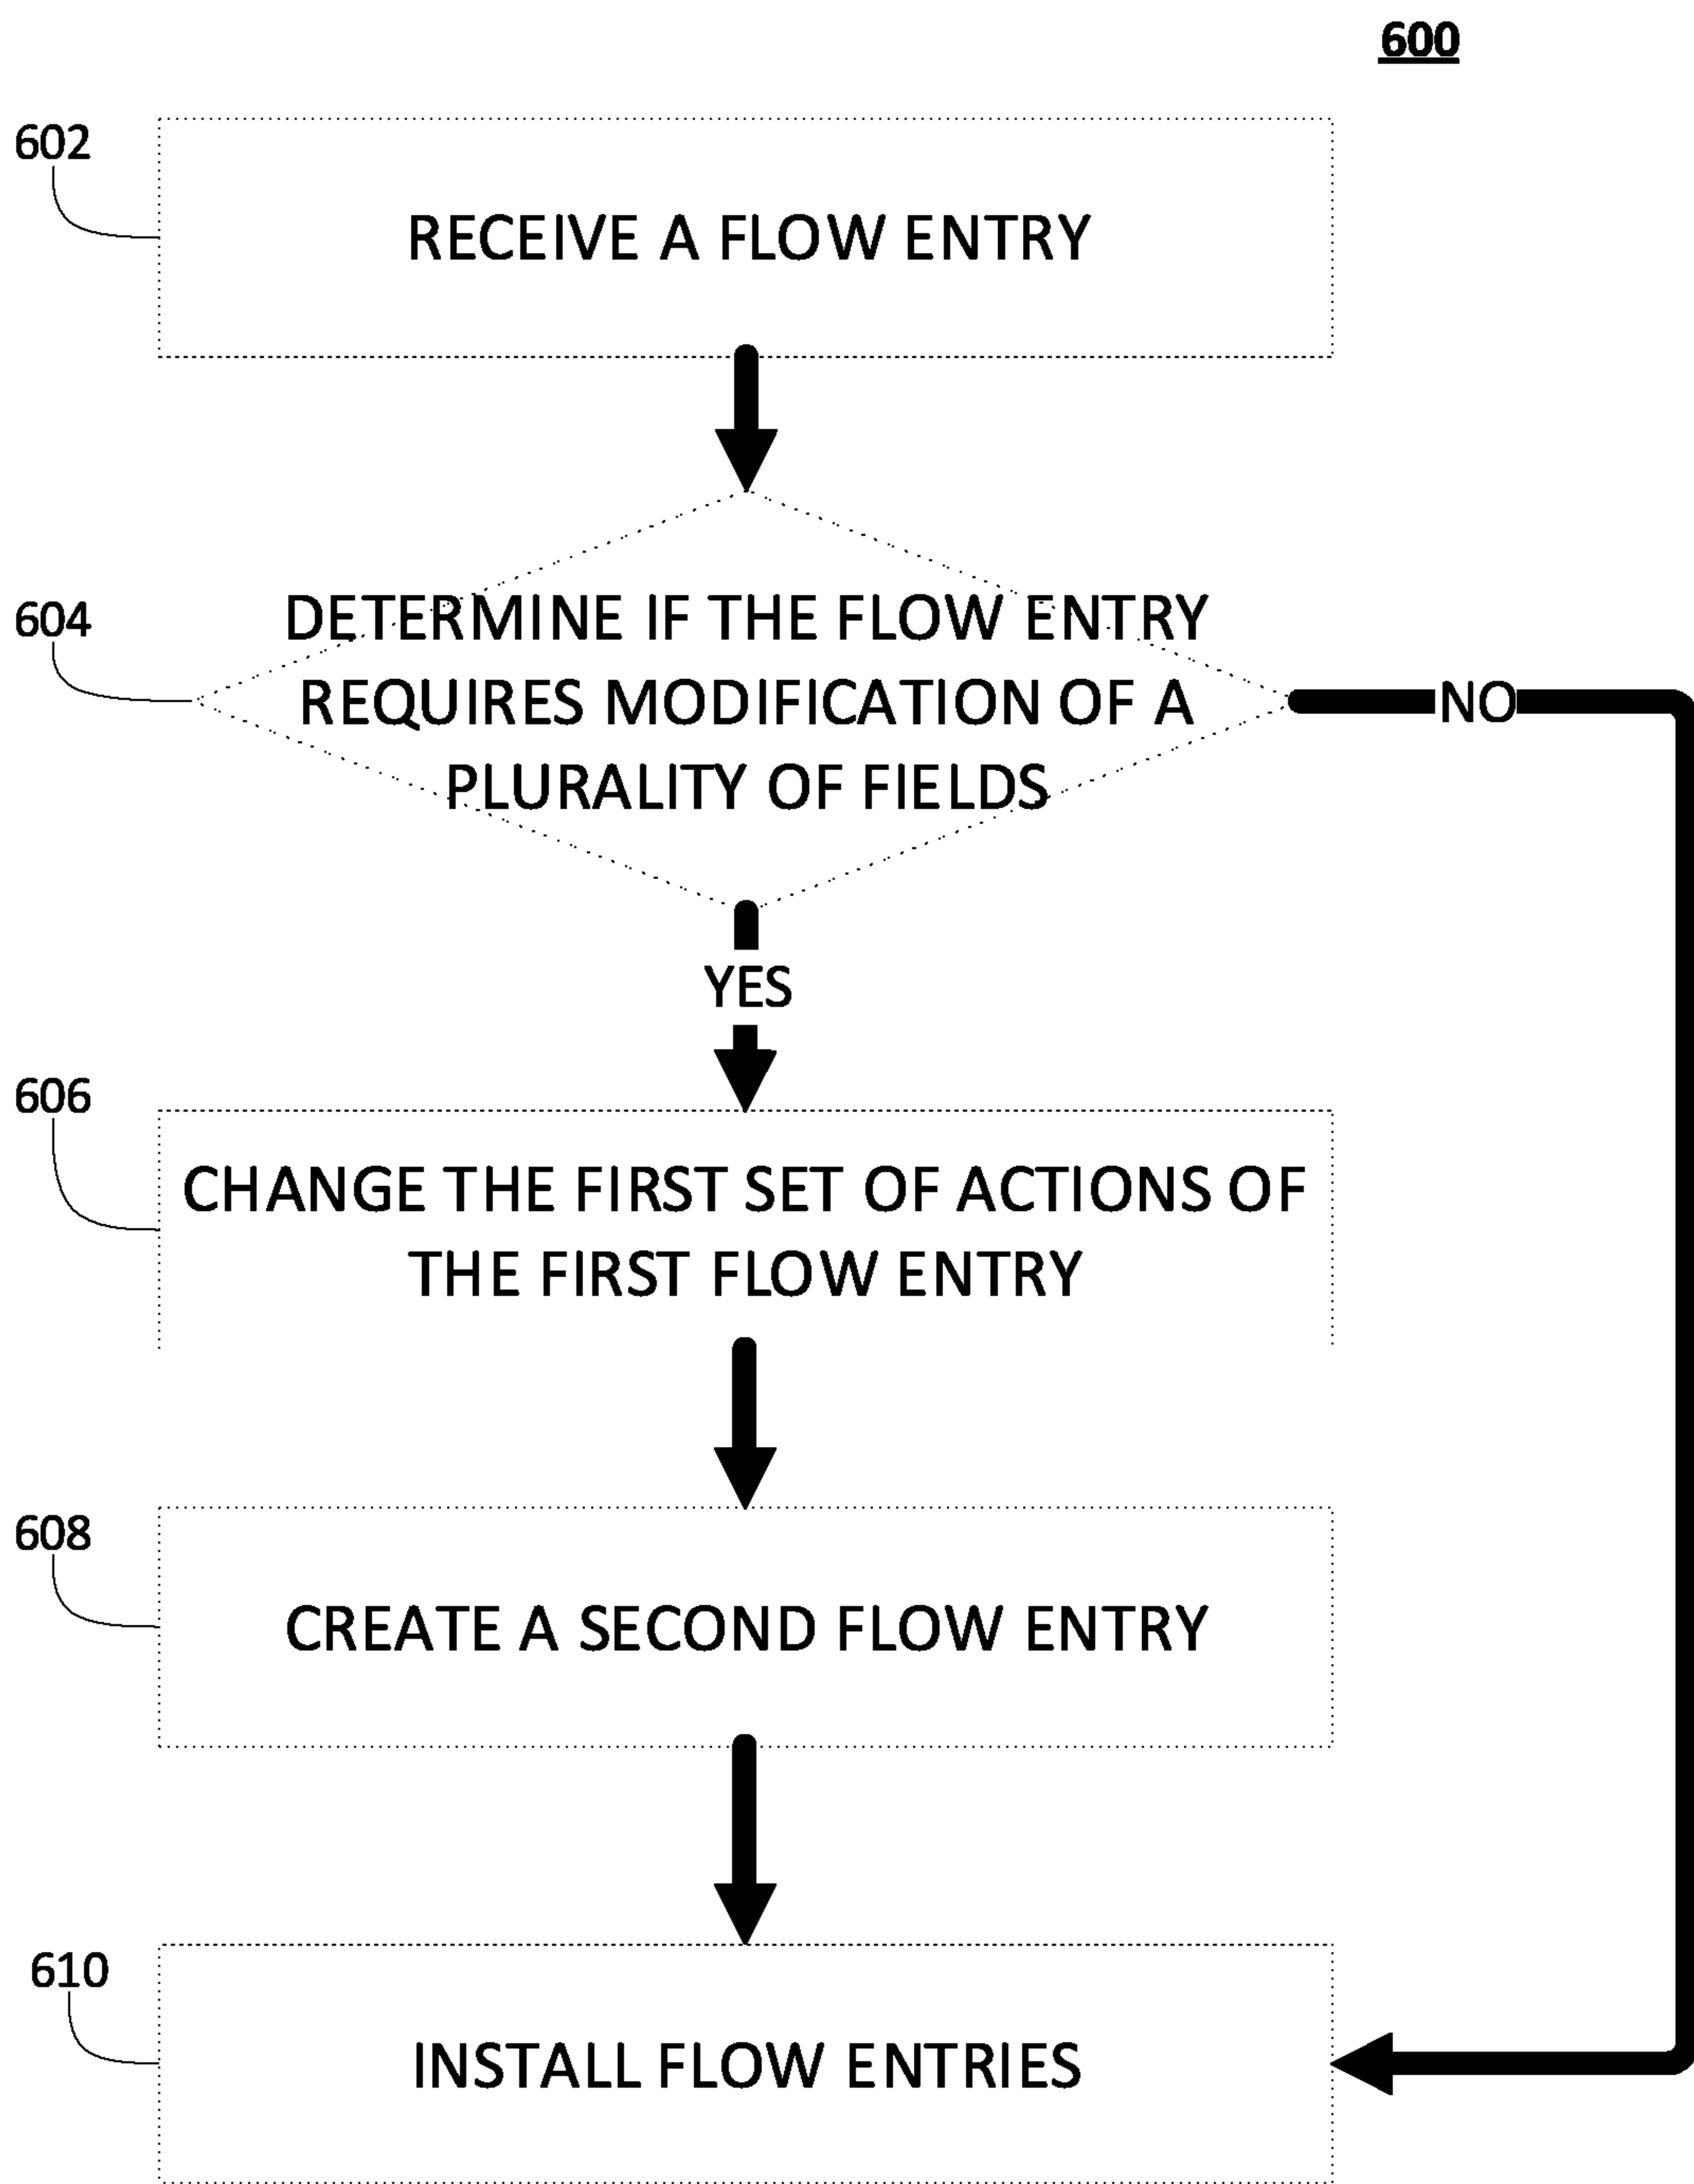 600
602
RECEIVE A FLOW ENTRY
604
DETERMINE IF THE FLOW ENTRY
REQUIRES MODIFICATION OF A
PLURALITY OF FIELDS
NO
YES
606
CHANGE THE FIRST SET OF ACTIONS OF
THE FIRST FLOW ENTRY
608
CREATE A SECOND FLOW ENTRY
610
INSTALL FLOW ENTRIES